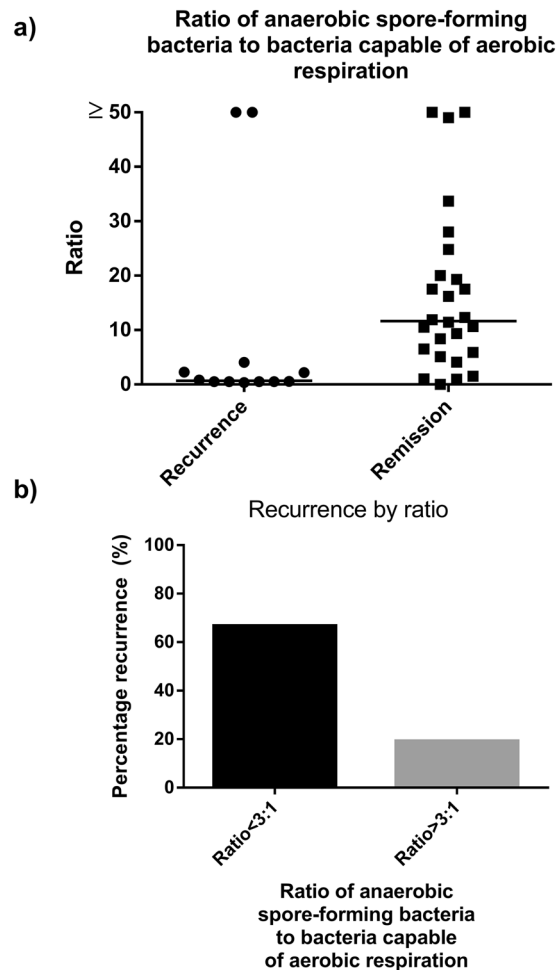 a)
Ratio of anaerobic spore-forming
bacteria to bacteria capable of aerobic
respiration
≥ 50
40
30
20
10
0
Ratio
Recurrence
Remission
b)
Recurrence by ratio
100
80
60
40
20
0
Percentage recurrence (%)
Ratio<3:1
Ratio>3:1
Ratio of anaerobic
spore-forming bacteria
to bacteria capable
of aerobic respiration